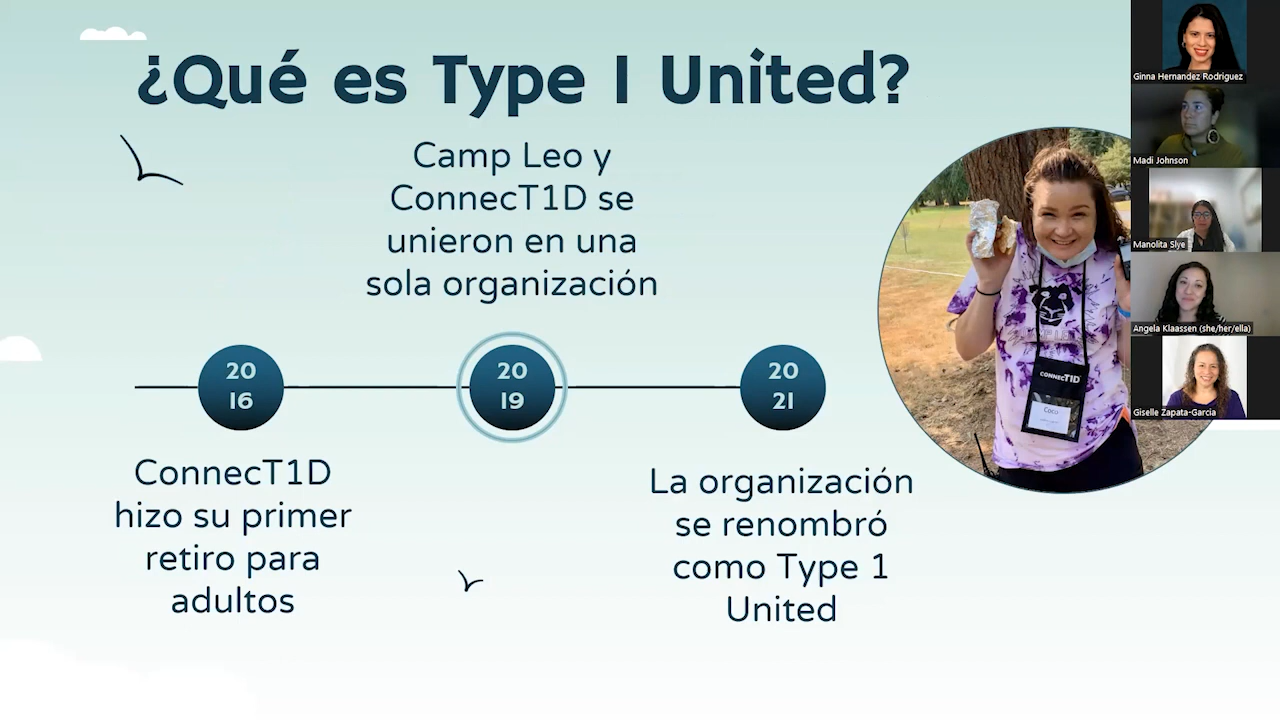 ¿Qué es Type 1 United?
Camp Leo y
ConnecT1D se
unieron en una
sola organización
20
16
20
19
20
21
ConnecT1D
hizo su primer
retiro para
adultos
La organización
se renombró
como Type 1
United
CONNECT1D
Coco
Ginna Hernandez Rodriguez
Madi Johnson
Manolita Slye
Angela Klaassen (she/her/ella)
Giselle Zapata-Garcia